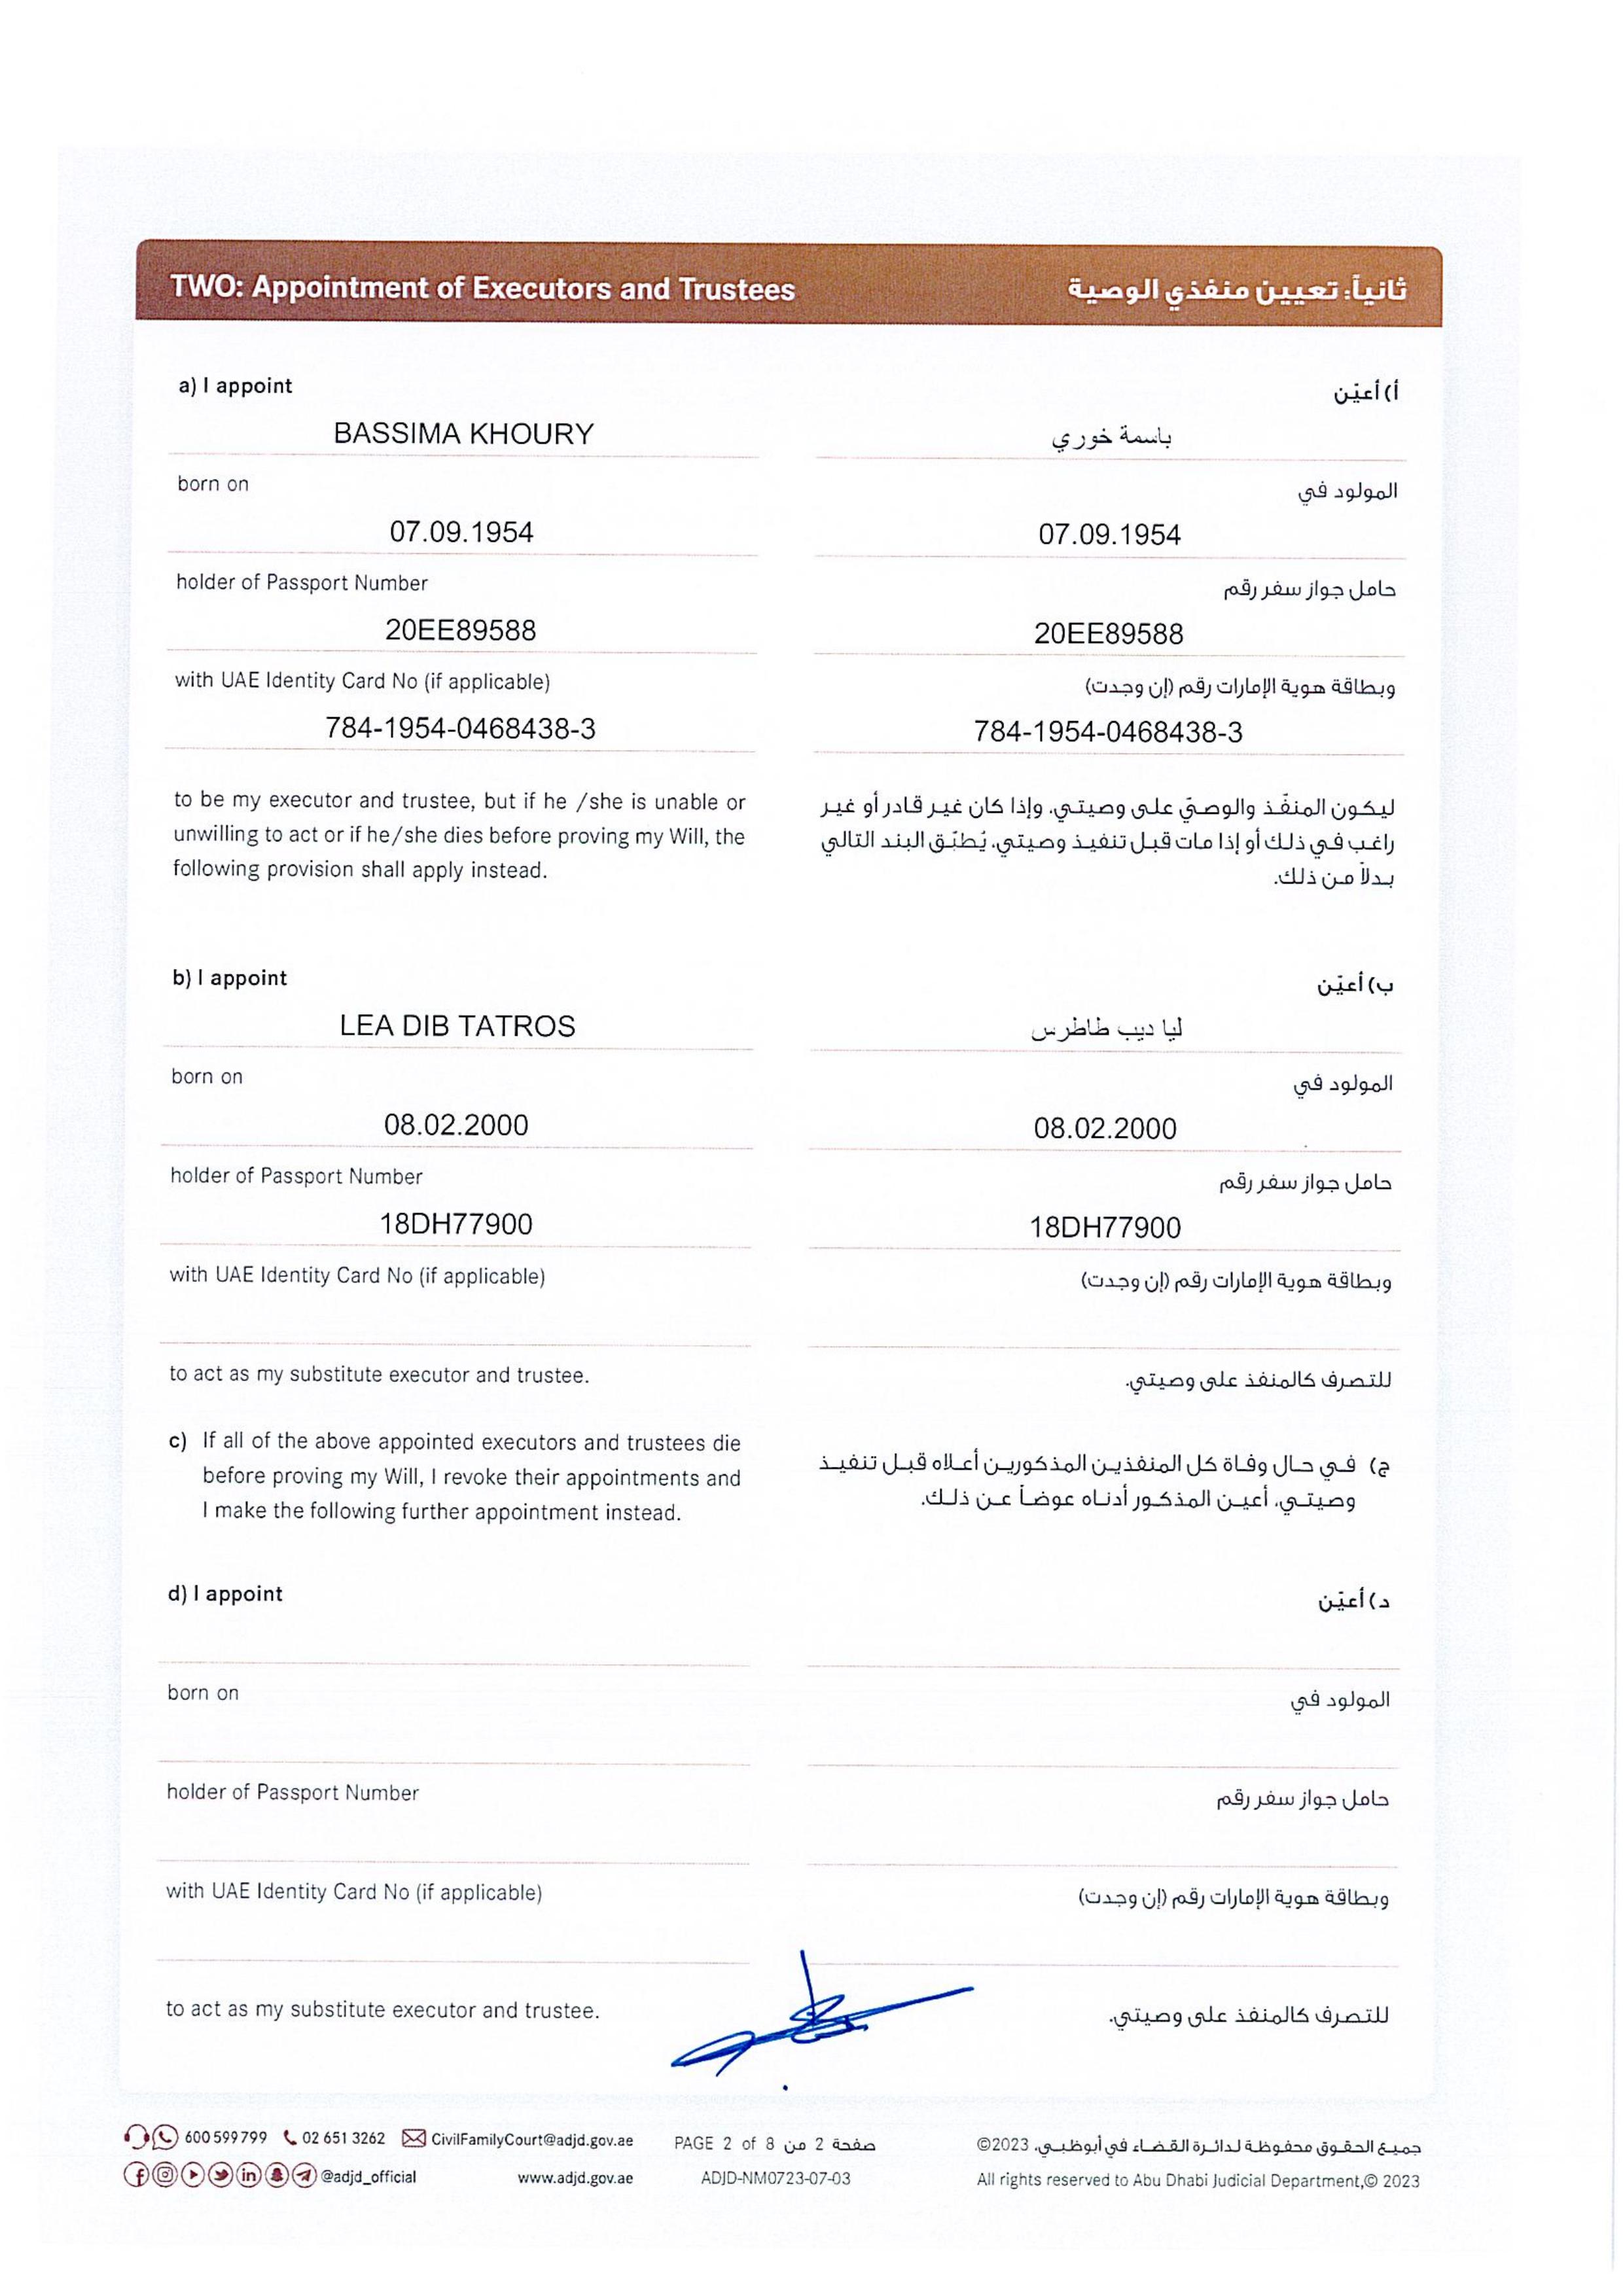 TWO: Appointment of Executors and Trustees
ثانياً: تعيين منفذي الوصية
a) I appoint
أ) أعيّن
BASSIMA KHOURY
باسمة خوري
born on
المولود في
07.09.1954
07.09.1954
holder of Passport Number
حامل جواز سفر رقم
20EE89588
20EE89588
with UAE Identity Card No (if applicable)
وبطاقة هوية الإمارات رقم (إن وجدت)
784-1954-0468438-3
784-1954-0468438-3
to be my executor and trustee, but if he /she is unable or
unwilling to act or if he/she dies before proving my Will, the
following provision shall apply instead.
ليكون المنفّذ والوصيّ على وصيتي، وإذا كان غير قادر أو غير
راغب في ذلك أو إذا مات قبل تنفيذ وصيتي، يُطبّق البند التالي
بدلاً من ذلك.
b) I appoint
ب) أعيّن
LEA DIB TATROS
ليا ديب طاطرس
born on
المولود في
08.02.2000
08.02.2000
holder of Passport Number
حامل جواز سفر رقم
18DH77900
18DH77900
with UAE Identity Card No (if applicable)
وبطاقة هوية الإمارات رقم (إن وجدت)
to act as my substitute executor and trustee.
للتصرف كالمنفذ على وصيتي.
c) If all of the above appointed executors and trustees die
before proving my Will, I revoke their appointments and
I make the following further appointment instead.
ج) في حال وفاة كل المنفذين المذكورين أعلاه قبل تنفيذ
وصيتي، أعين المذكور أدناه عوضاً عن ذلك.
d) I appoint
د) أعيّن
born on
المولود في
holder of Passport Number
حامل جواز سفر رقم
with UAE Identity Card No (if applicable)
وبطاقة هوية الإمارات رقم (إن وجدت)
to act as my substitute executor and trustee.
للتصرف كالمنفذ على وصيتي.
600 599 799 02 651 3262 CivilFamilyCourt@adjd.gov.ae PAGE 2 of 8 صفحة 2 من
جميع الحقوق محفوظة لدائرة القضاء في أبوظبي، 2023©
@adjd_official www.adjd.gov.ae ADJD-NM0723-07-03
All rights reserved to Abu Dhabi Judicial Department,© 2023